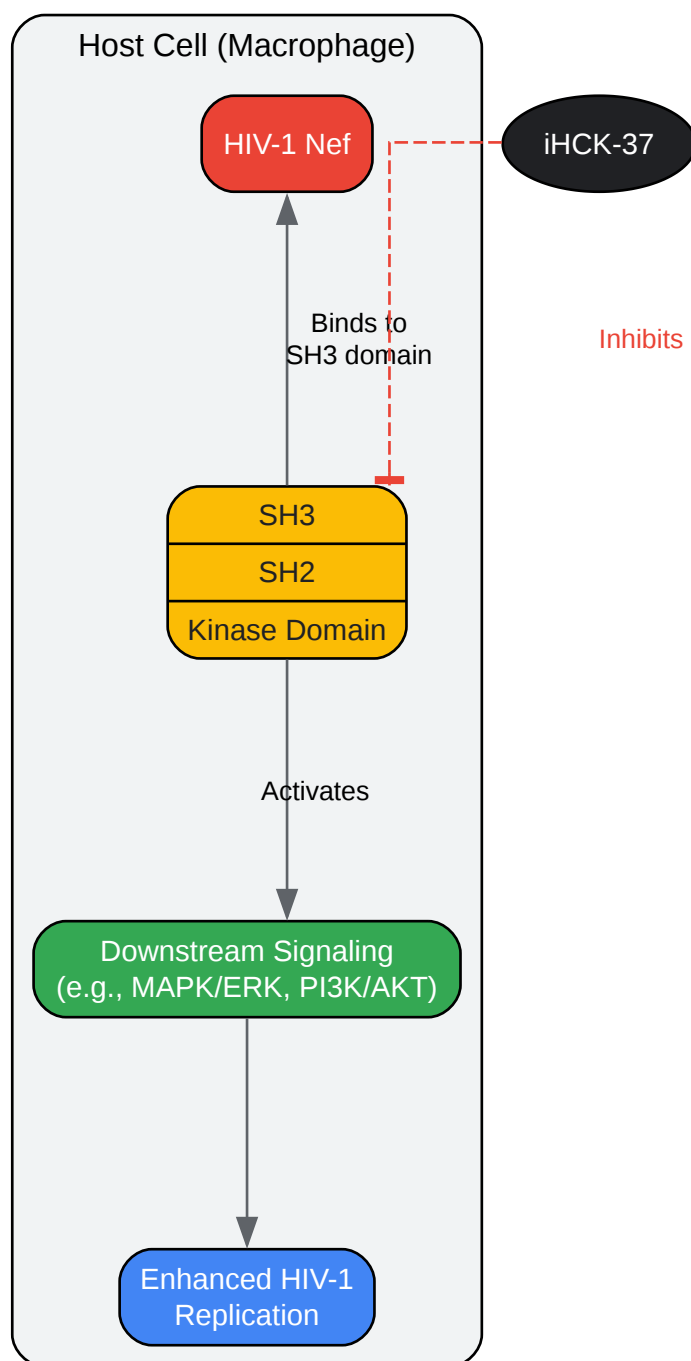 Host Cell (Macrophage)
HIV-1 Nef
iHCK-37
Binds to
SH3 domain
Inhibits
SH3
SH2
Kinase Domain
Activates
Downstream Signaling
(e.g., MAPK/ERK, PI3K/AKT)
Enhanced HIV-1
Replication